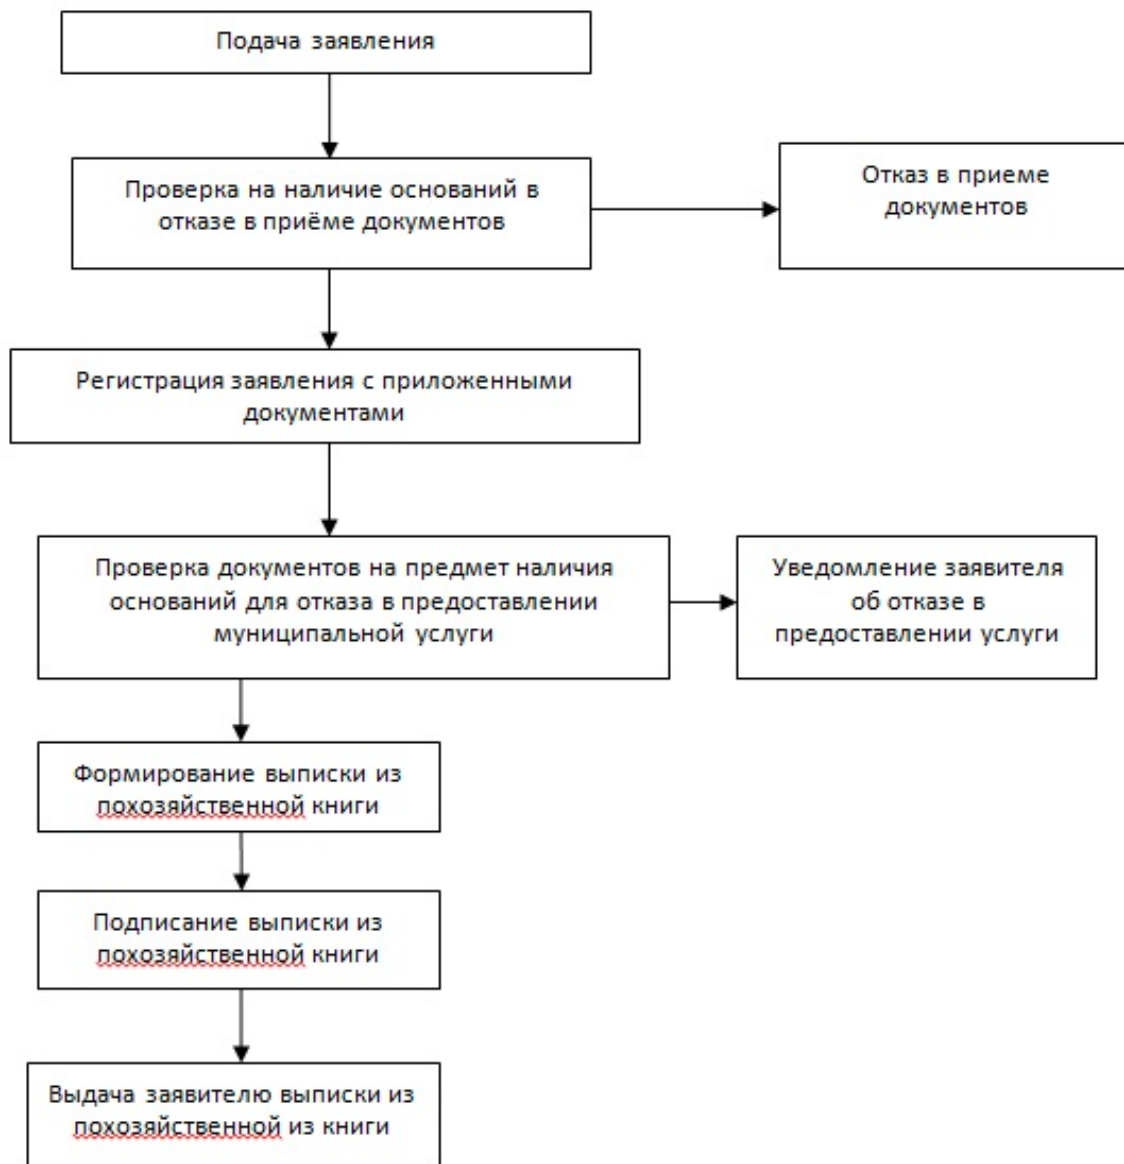 Подача заявления
Проверка на наличие оснований в
отказе в приёме документов
Отказ в приеме
документов
Регистрация заявления с приложенными
документами
Проверка документов на предмет наличия
оснований для отказа в предоставлении
муниципальной услуги
Уведомление заявителя
об отказе в
предоставлении услуги
Формирование выписки из
похозяйственной книги
Подписание выписки из
похозяйственной книги
Выдача заявителю выписки из
похозяйственной из книги